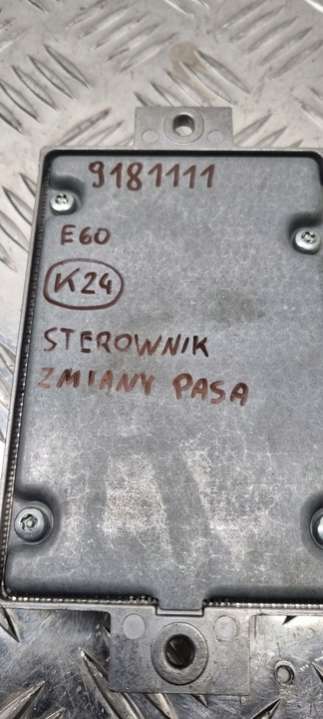 9181111
E60
K24
STEROWNIK
ZMIANY PASA